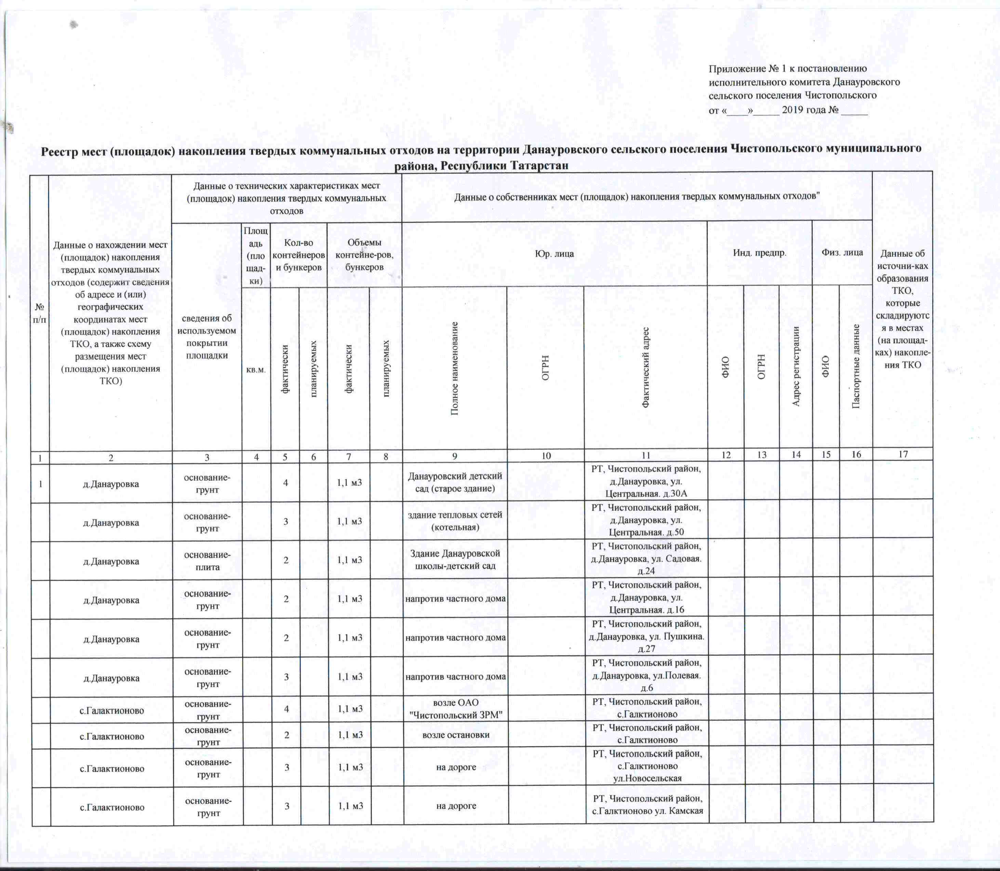 Приложение № 1 к постановлению
исполнительного комитета Данауровского
сельского поселения Чистопольского
от «____»_____ 2019 года № _____
Реестр мест (площадок) накопления твердых коммунальных отходов на территории Данауровского сельского поселения Чистопольского муниципального
района, Республики Татарстан
№
п/п
Данные о нахождении мест
(площадок) накопления
твердых коммунальных
отходов (содержит сведения
об адресе и (или)
географических
координатах мест
(площадок) накопления
ТКО, а также схему
размещения мест
(площадок) накопления
ТКО)
Данные о технических характеристиках мест
(площадок) накопления твердых коммунальных
отходов
сведения об
используемом
покрытии
площадки
Площ
адь
(пло
щад-
ки)
кв.м.
Кол-во
контейнеров
и бункеров
фактически
планируемых
Объемы
контейне-ров,
бункеров
фактически
планируемых
Данные о собственниках мест (площадок) накопления твердых коммунальных отходов"
Юр. лица
Полное наименование
ОГРН
Фактический адрес
Инд. предпр.
ФИО
ОГРН
Адрес регистрации
Физ. лица
ФИО
Паспортные данные
Данные об
источни-ках
образования
ТКО,
которые
складируютс
я в местах
(на площад-
ках) накопле-
ния ТКО
1 2 3 4 5 6 7 8 9 10 11 12 13 14 15 16 17
1
д.Данауровка
основание-
грунт
4
1,1 м3
Данауровский детский
сад (старое здание)
РТ, Чистопольский район,
д.Данауровка, ул.
Центральная. д.30А
д.Данауровка
основание-
грунт
3
1,1 м3
здание тепловых сетей
(котельная)
РТ, Чистопольский район,
д.Данауровка, ул.
Центральная. д.50
д.Данауровка
основание-
плита
2
1,1 м3
Здание Данауровской
школы-детский сад
РТ, Чистопольский район,
д.Данауровка, ул. Садовая.
д.24
д.Данауровка
основание-
грунт
2
1,1 м3
напротив частного дома
РТ, Чистопольский район,
д.Данауровка, ул.
Центральная. д.16
д.Данауровка
основание-
грунт
2
1,1 м3
напротив частного дома
РТ, Чистопольский район,
д.Данауровка, ул. Пушкина.
д.27
д.Данауровка
основание-
грунт
3
1,1 м3
напротив частного дома
РТ, Чистопольский район,
д.Данауровка, ул.Полевая.
д.6
с.Галактионово
основание-
грунт
4
1,1 м3
возле ОАО
"Чистопольский ЗРМ"
РТ, Чистопольский район,
с.Галктионово
с.Галактионово
основание-
грунт
2
1,1 м3
возле остановки
РТ, Чистопольский район,
с.Галктионово
с.Галактионово
основание-
грунт
3
1,1 м3
на дороге
РТ, Чистопольский район,
с.Галктионово
ул.Новосельская
с.Галактионово
основание-
грунт
3
1,1 м3
на дороге
РТ, Чистопольский район,
с.Галктионово ул. Камская